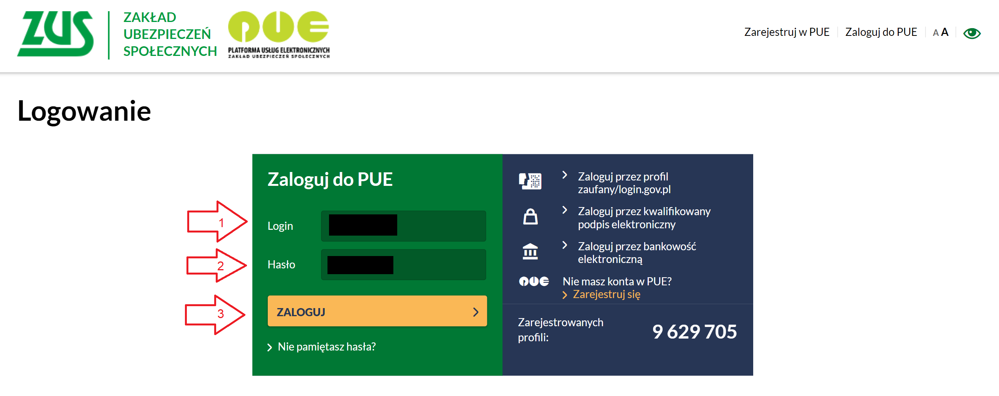 ZUS
ZAKŁAD
UBEZPIECZEŃ
SPOŁECZNYCH
PUE
PLATFORMA USŁUG ELEKTRONICZNYCH
ZAKŁAD UBEZPIECZEŃ SPOŁECZNYCH
Zarejestruj w PUE
Zaloguj do PUE
A A
Logowanie
Zaloguj do PUE
1
Login
2
Hasło
3
ZALOGUJ
Nie pamiętasz hasła?
Zaloguj przez profil
zaufany/login.gov.pl
Zaloguj przez kwalifikowany
podpis elektroniczny
Zaloguj przez bankowość
elektroniczną
PUE
Nie masz konta w PUE?
Zarejestruj się
Zarejestrowanych
profili:
9 629 705